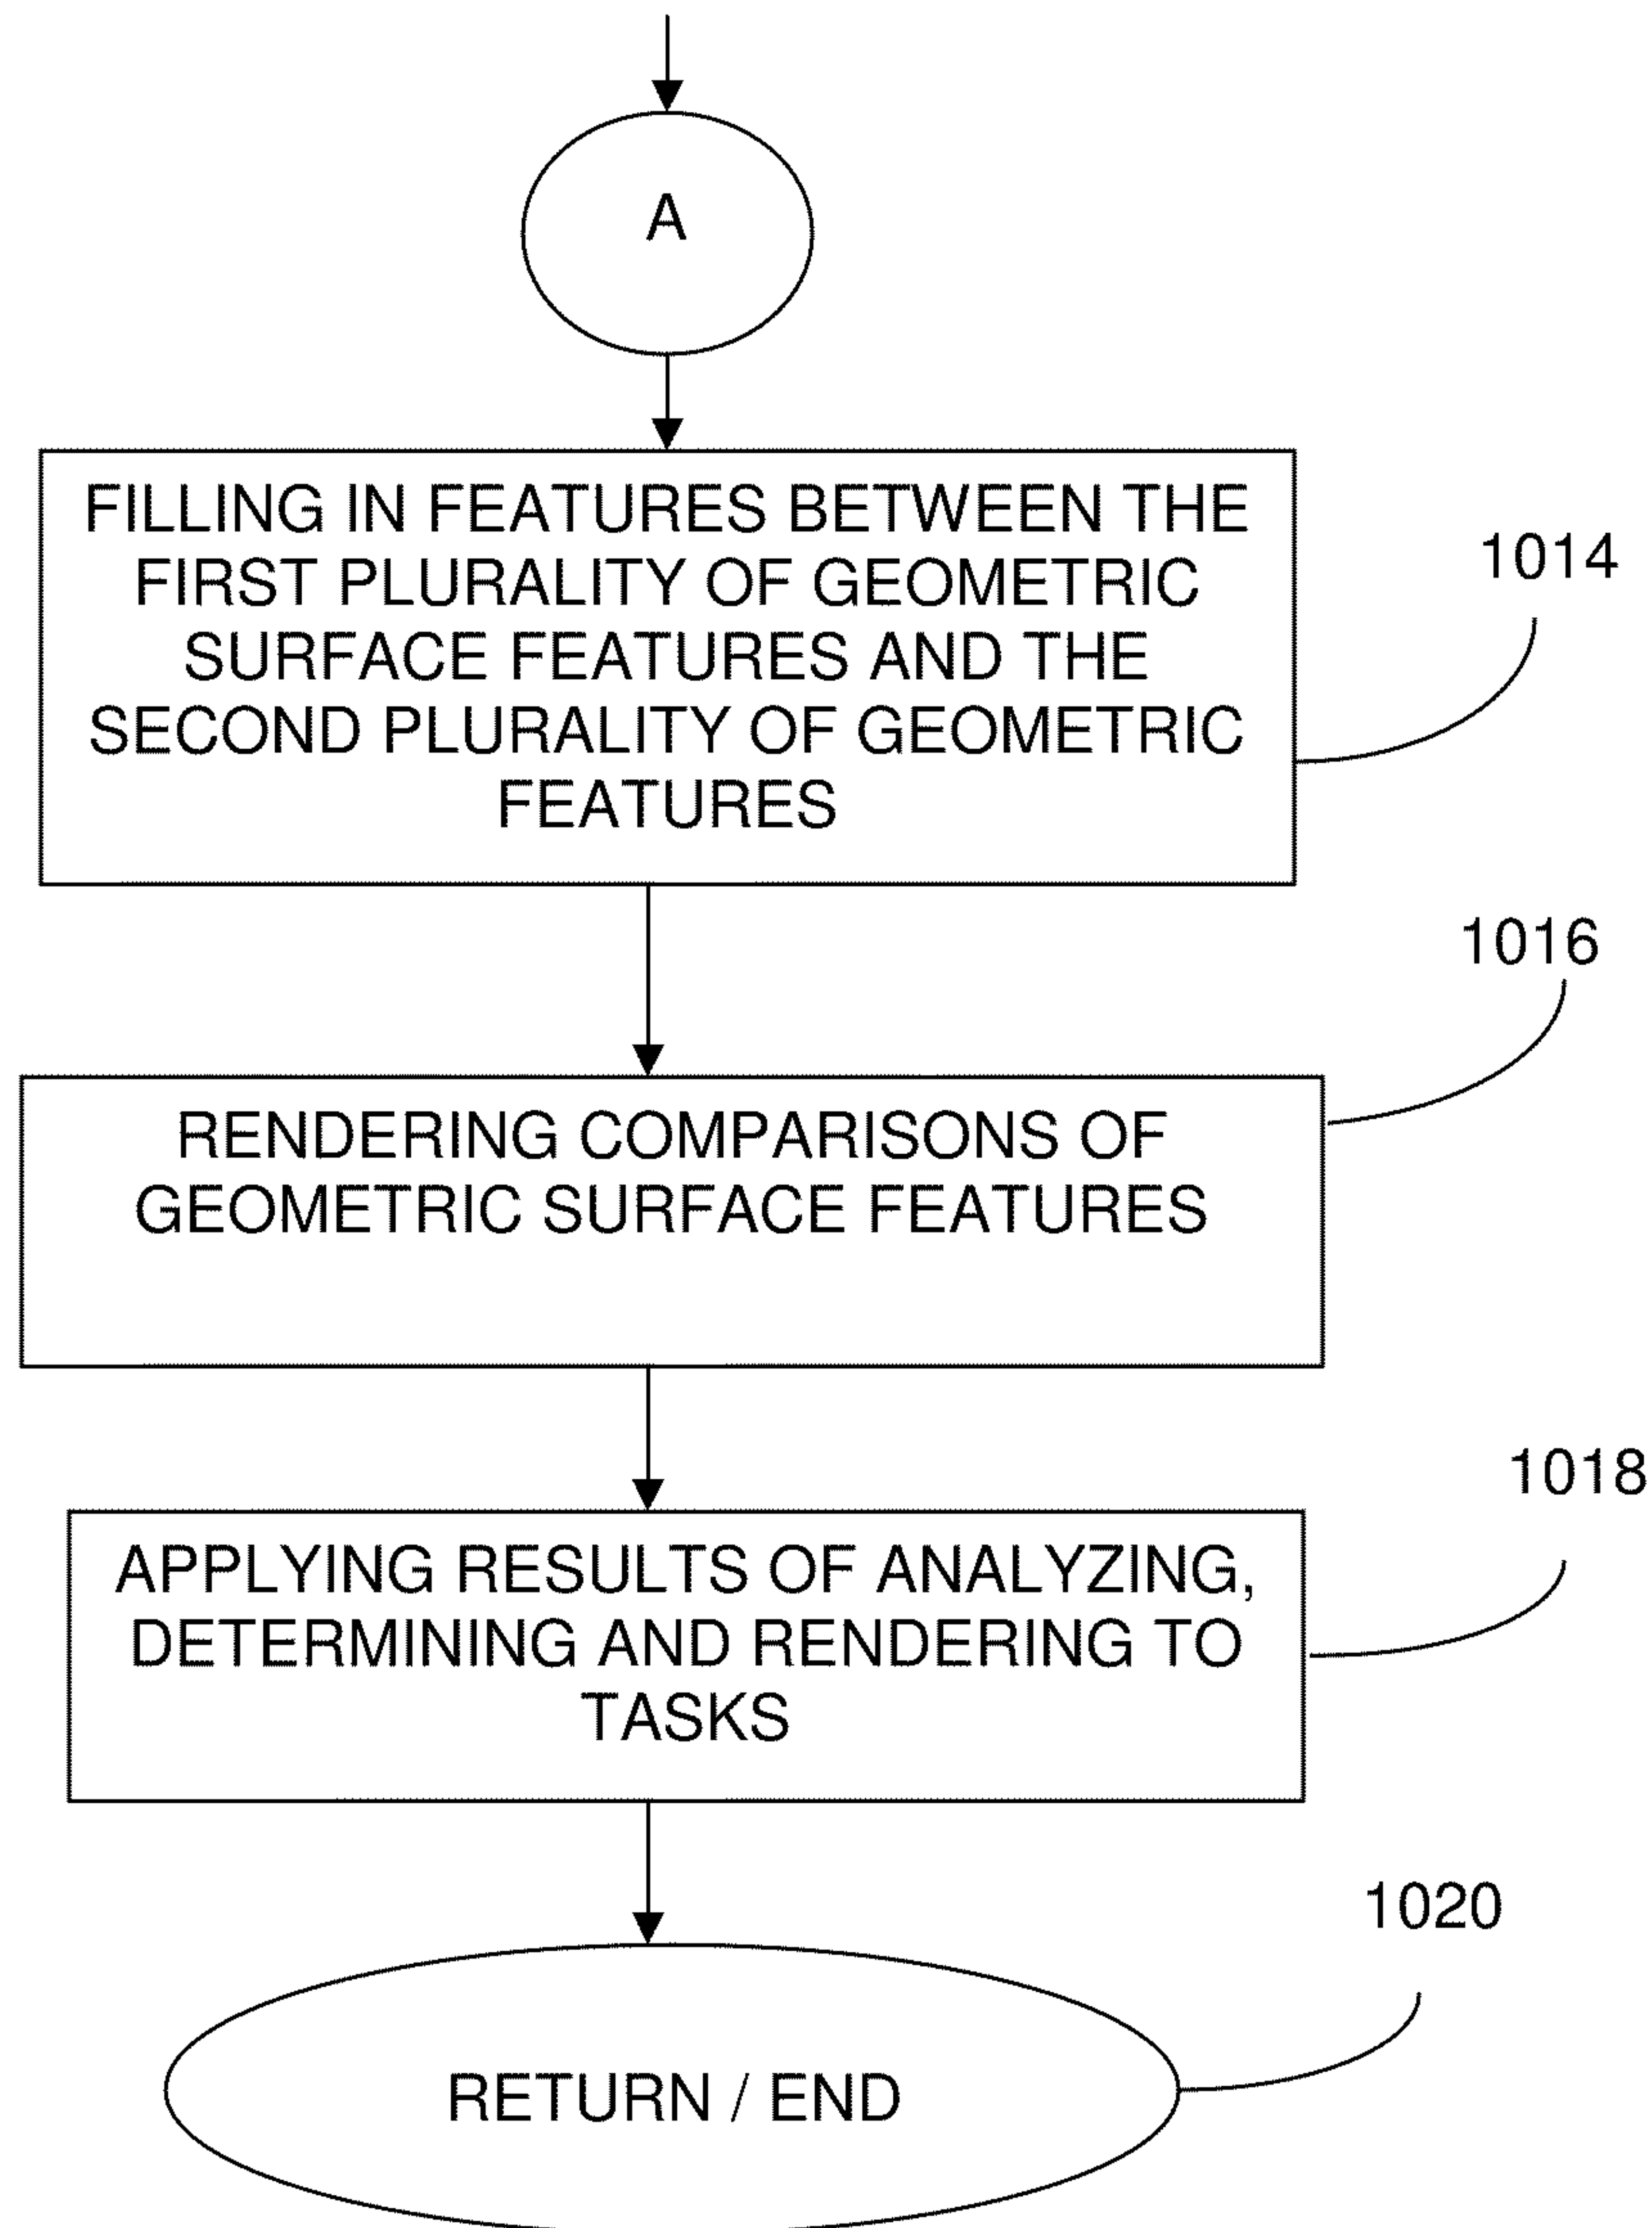 A
FILLING IN FEATURES BETWEEN THE
FIRST PLURALITY OF GEOMETRIC
SURFACE FEATURES AND THE
SECOND PLURALITY OF GEOMETRIC
FEATURES
1014
1016
RENDERING COMPARISONS OF
GEOMETRIC SURFACE FEATURES
1018
APPLYING RESULTS OF ANALYZING,
DETERMINING AND RENDERING TO
TASKS
1020
RETURN / END